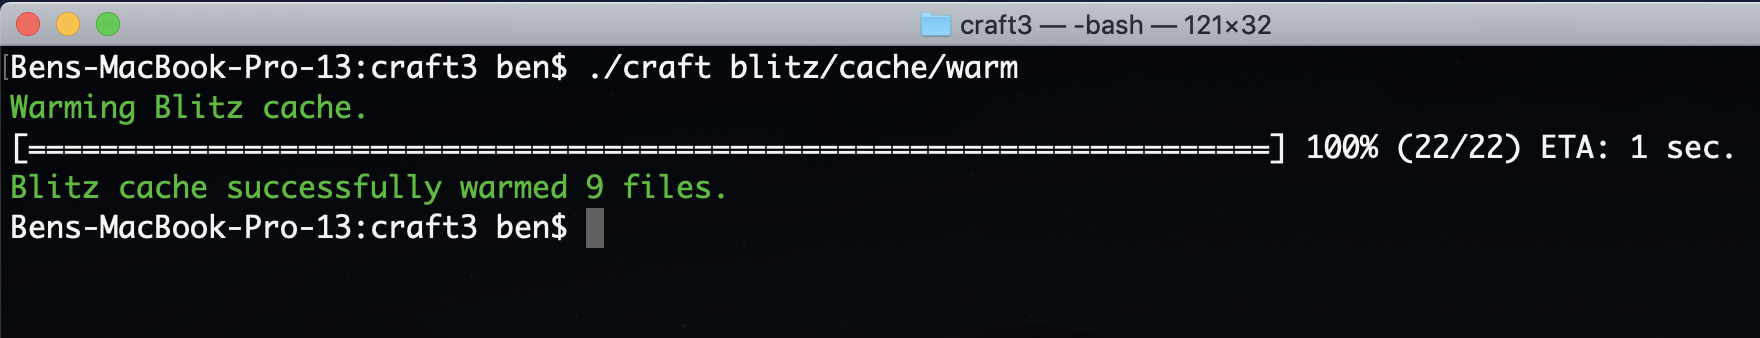 craft3 — -bash — 121×32
[Bens-MacBook-Pro-13:craft3 ben$ ./craft blitz/cache/warm
Warming Blitz cache.
[=====================================================================] 100% (22/22) ETA: 1 sec.
Blitz cache successfully warmed 9 files.
Bens-MacBook-Pro-13:craft3 ben$